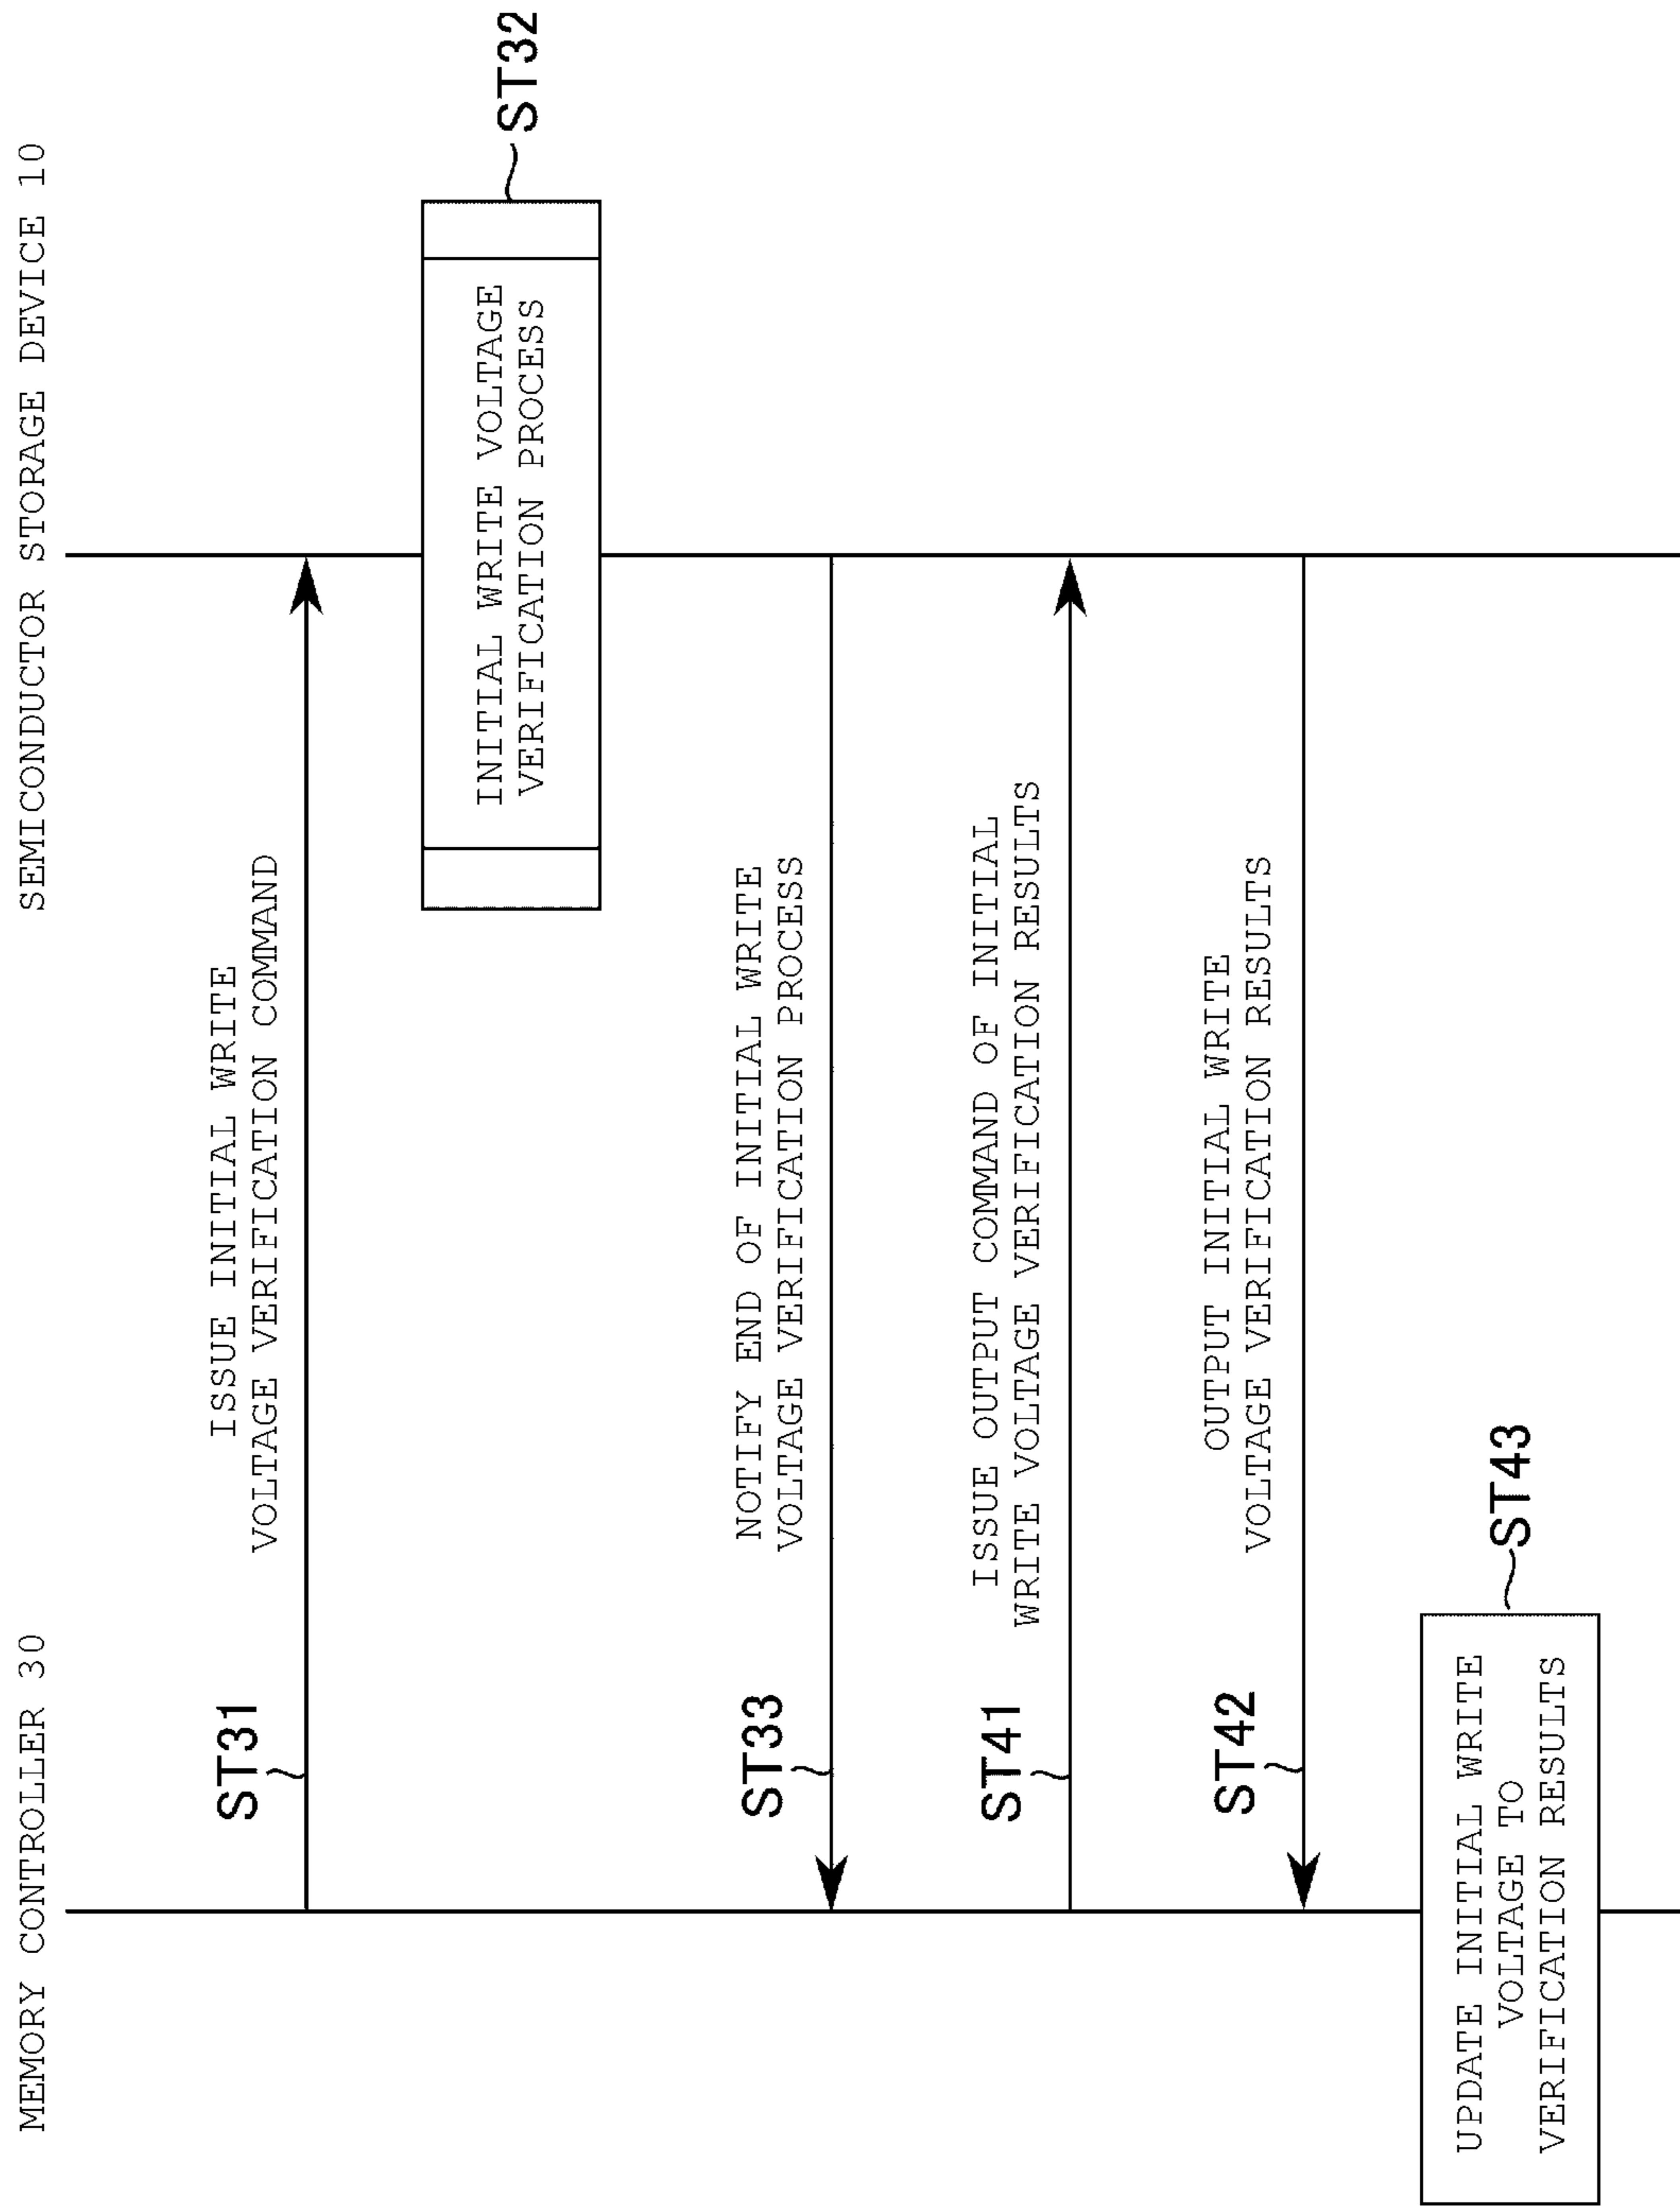 MEMORY CONTROLLER 30
SEMICONDUCTOR STORAGE DEVICE 10
ST31
ISSUE INITIAL WRITE
VOLTAGE VERIFICATION COMMAND
INITIAL WRITE VOLTAGE
VERIFICATION PROCESS
ST32
ST33
NOTIFY END OF INITIAL WRITE
VOLTAGE VERIFICATION PROCESS
ST41
ISSUE OUTPUT COMMAND OF INITIAL
WRITE VOLTAGE VERIFICATION RESULTS
ST42
OUTPUT INITIAL WRITE
VOLTAGE VERIFICATION RESULTS
UPDATE INITIAL WRITE
VOLTAGE TO
VERIFICATION RESULTS
ST43